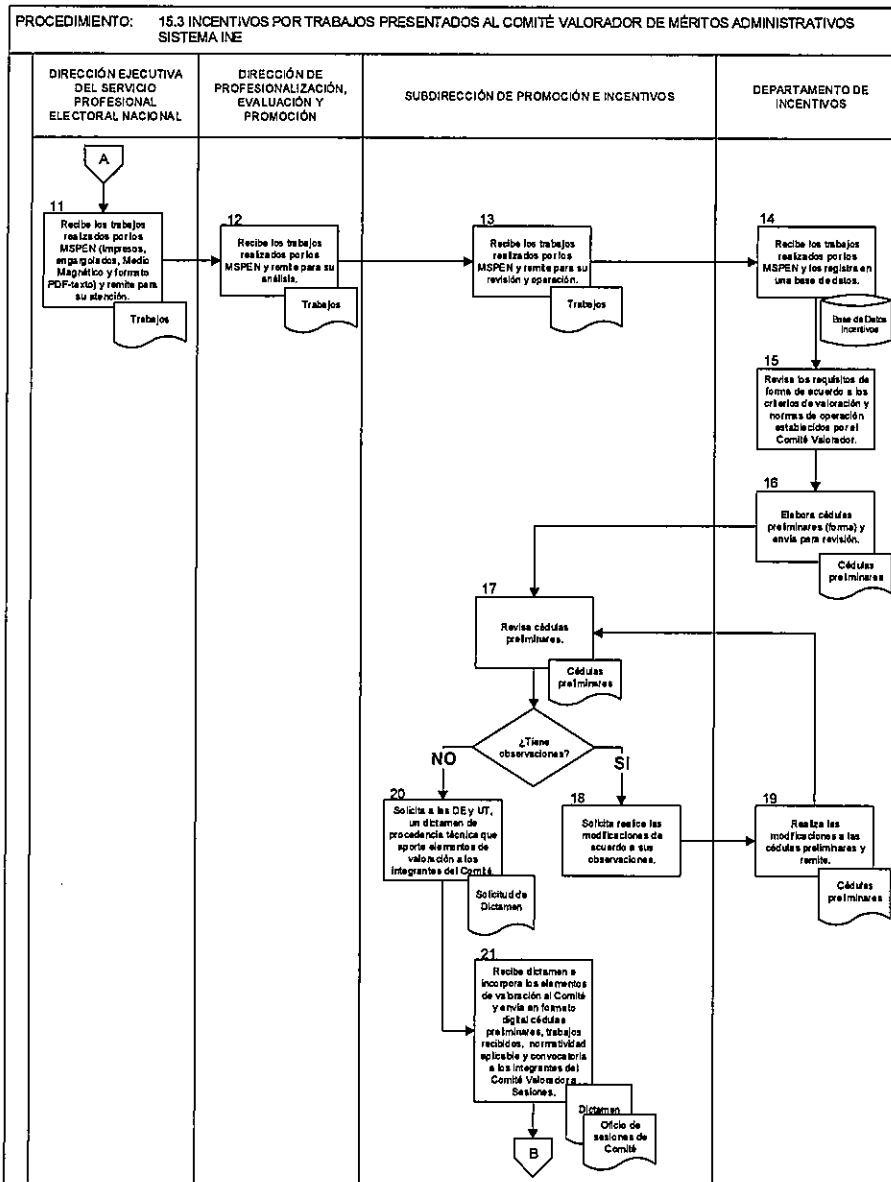 PROCEDIMIENTO: 15.3 INCENTIVOS POR TRABAJOS PRESENTADOS AL COMITÉ VALORADOR DE MÉRITOS ADMINISTRATIVOS
SISTEMA INE
DIRECCIÓN EJECUTIVA
DEL SERVICIO
PROFESIONAL
ELECTORAL NACIONAL
DIRECCIÓN DE
PROFESIONALIZACIÓN,
EVALUACIÓN Y
PROMOCIÓN
SUBDIRECCIÓN DE PROMOCIÓN E INCENTIVOS
DEPARTAMENTO DE
INCENTIVOS
A
11
Recibe los trabajos
realizados por los
MSPEN (Impresos,
engargolados, Medio
Magnético y formato
PDF-texto) y remite para
su atención.
Trabajos
12
Recibe los trabajos
realizados por los
MSPEN y remite para su
análisis.
Trabajos
13
Recibe los trabajos
realizados por los
MSPEN y remite para su
revisión y operación.
Trabajos
14
Recibe los trabajos
realizados por los
MSPEN y los registra en
una base de datos.
Base de Datos
Incentivos
15
Revisa los requisitos de
forma de acuerdo a los
criterios de valoración y
normas de operación
establecidos por el
Comité Valorador.
16
Elabora cédulas
preliminares (forma) y
envía para revisión.
Cédulas
preliminares
17
Revisa cédulas
preliminares.
Cédulas
preliminares
¿Tiene
observaciones?
NO
SI
20
Solicita a las DE y UT,
un dictamen de
procedencia técnica que
aporte elementos de
valoración a los
integrantes del Comité.
Solicitud de
Dictamen
18
Solicita realice las
modificaciones de
acuerdo a sus
observaciones.
19
Realiza las
modificaciones a las
cédulas preliminares y
remite.
Cédulas
preliminares
21
Recibe dictamen e
incorpora los elementos
de valoración al Comité
y envía en formato
digital cédulas
preliminares, trabajos
recibidos, normatividad
aplicable y convocatoria
a los integrantes del
Comité Valorador a
Sesiones.
Dictamen
Oficio de
sesiones de
Comité
B